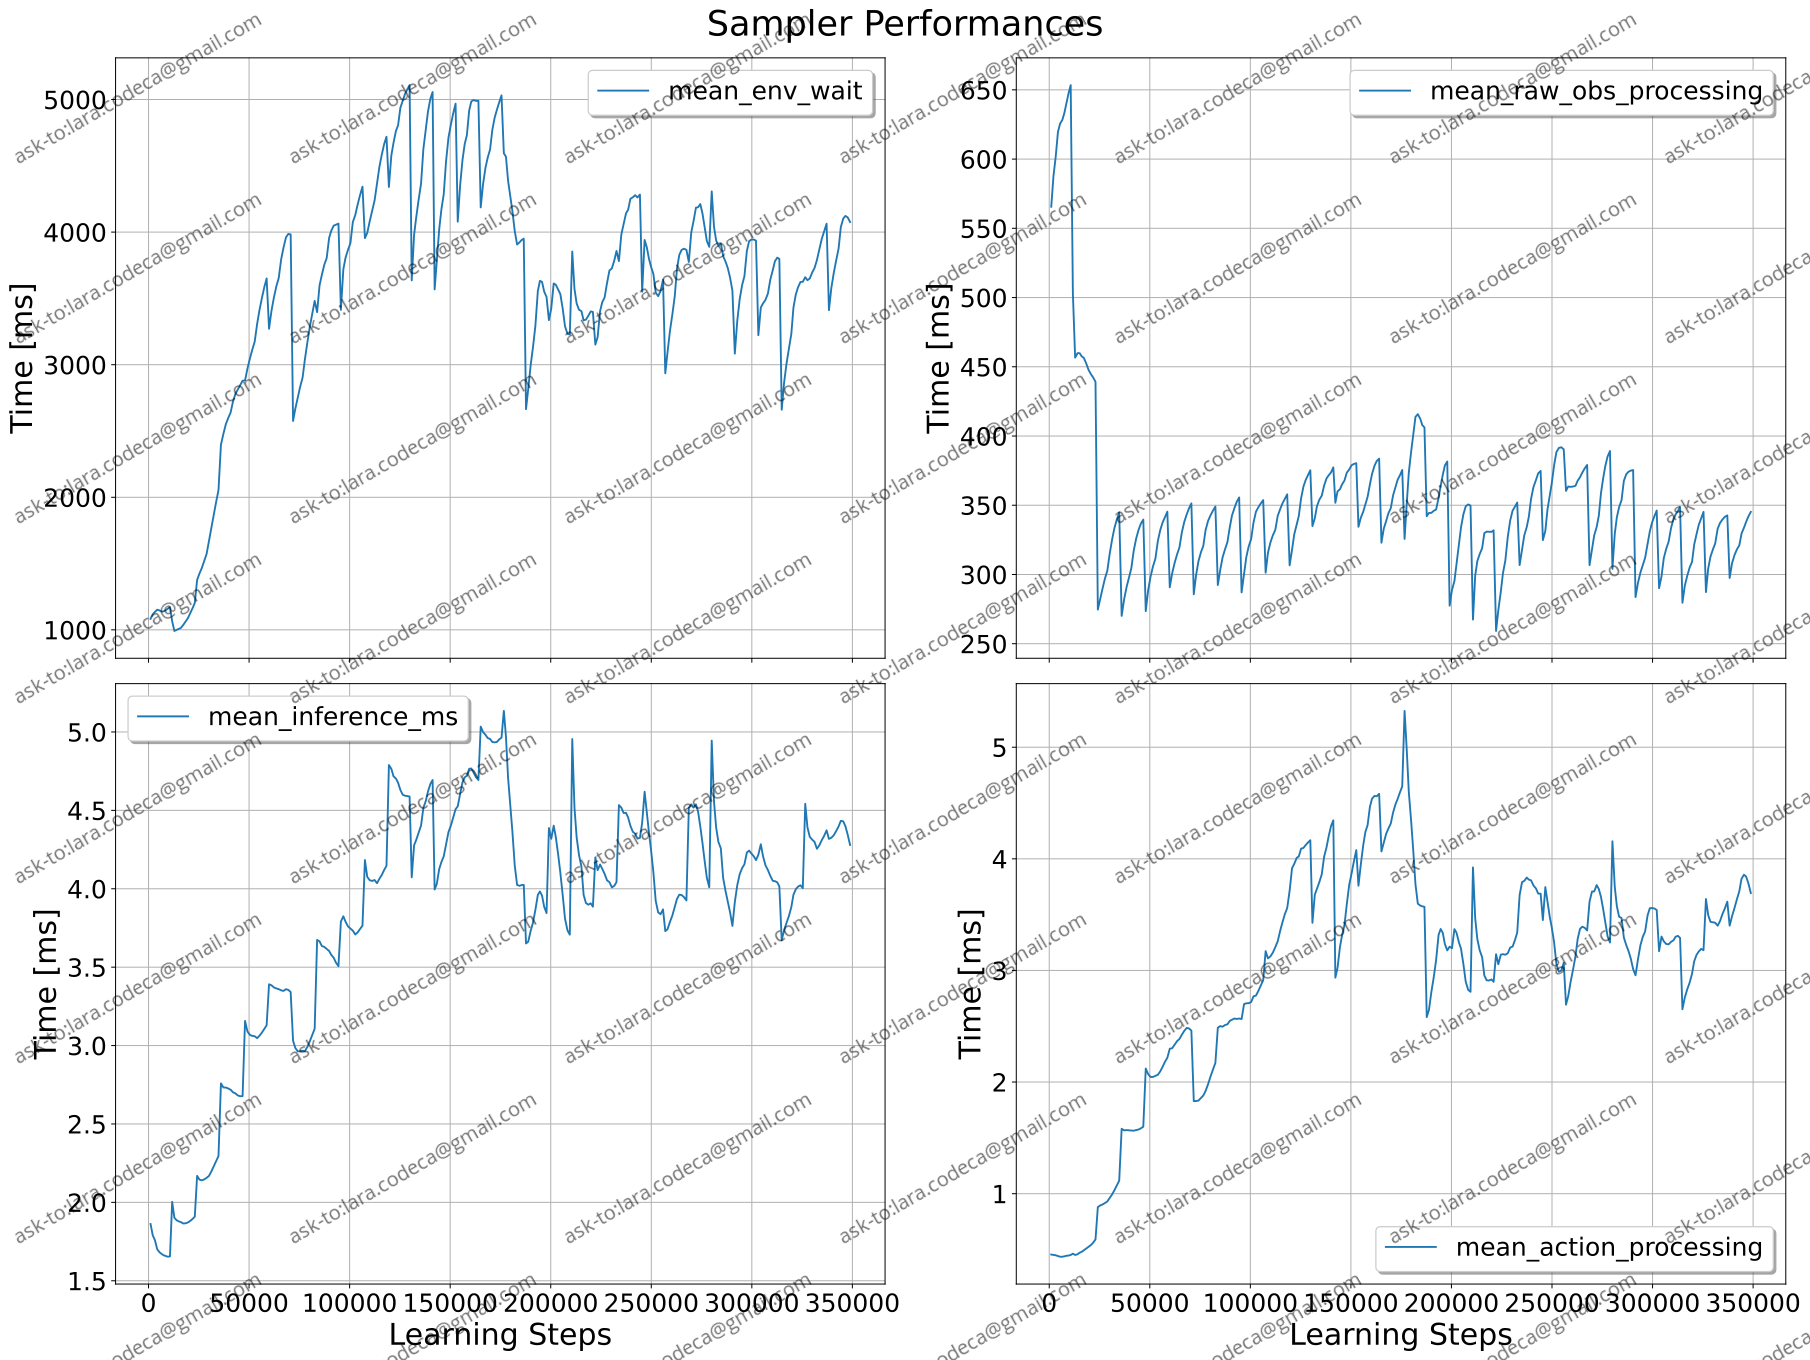 Sampler Performances
mean_env_wait
Time [ms]
5000
4000
3000
2000
1000
mean_raw_obs_processing
Time [ms]
650
600
550
500
450
400
350
300
250
mean_inference_ms
Time [ms]
5.0
4.5
4.0
3.5
3.0
2.5
2.0
1.5
0 50000 100000 150000 200000 250000 300000 350000
Learning Steps
mean_action_processing
Time [ms]
5
4
3
2
1
0 50000 100000 150000 200000 250000 300000 350000
Learning Steps
ask-to:lara.codeca@gmail.com